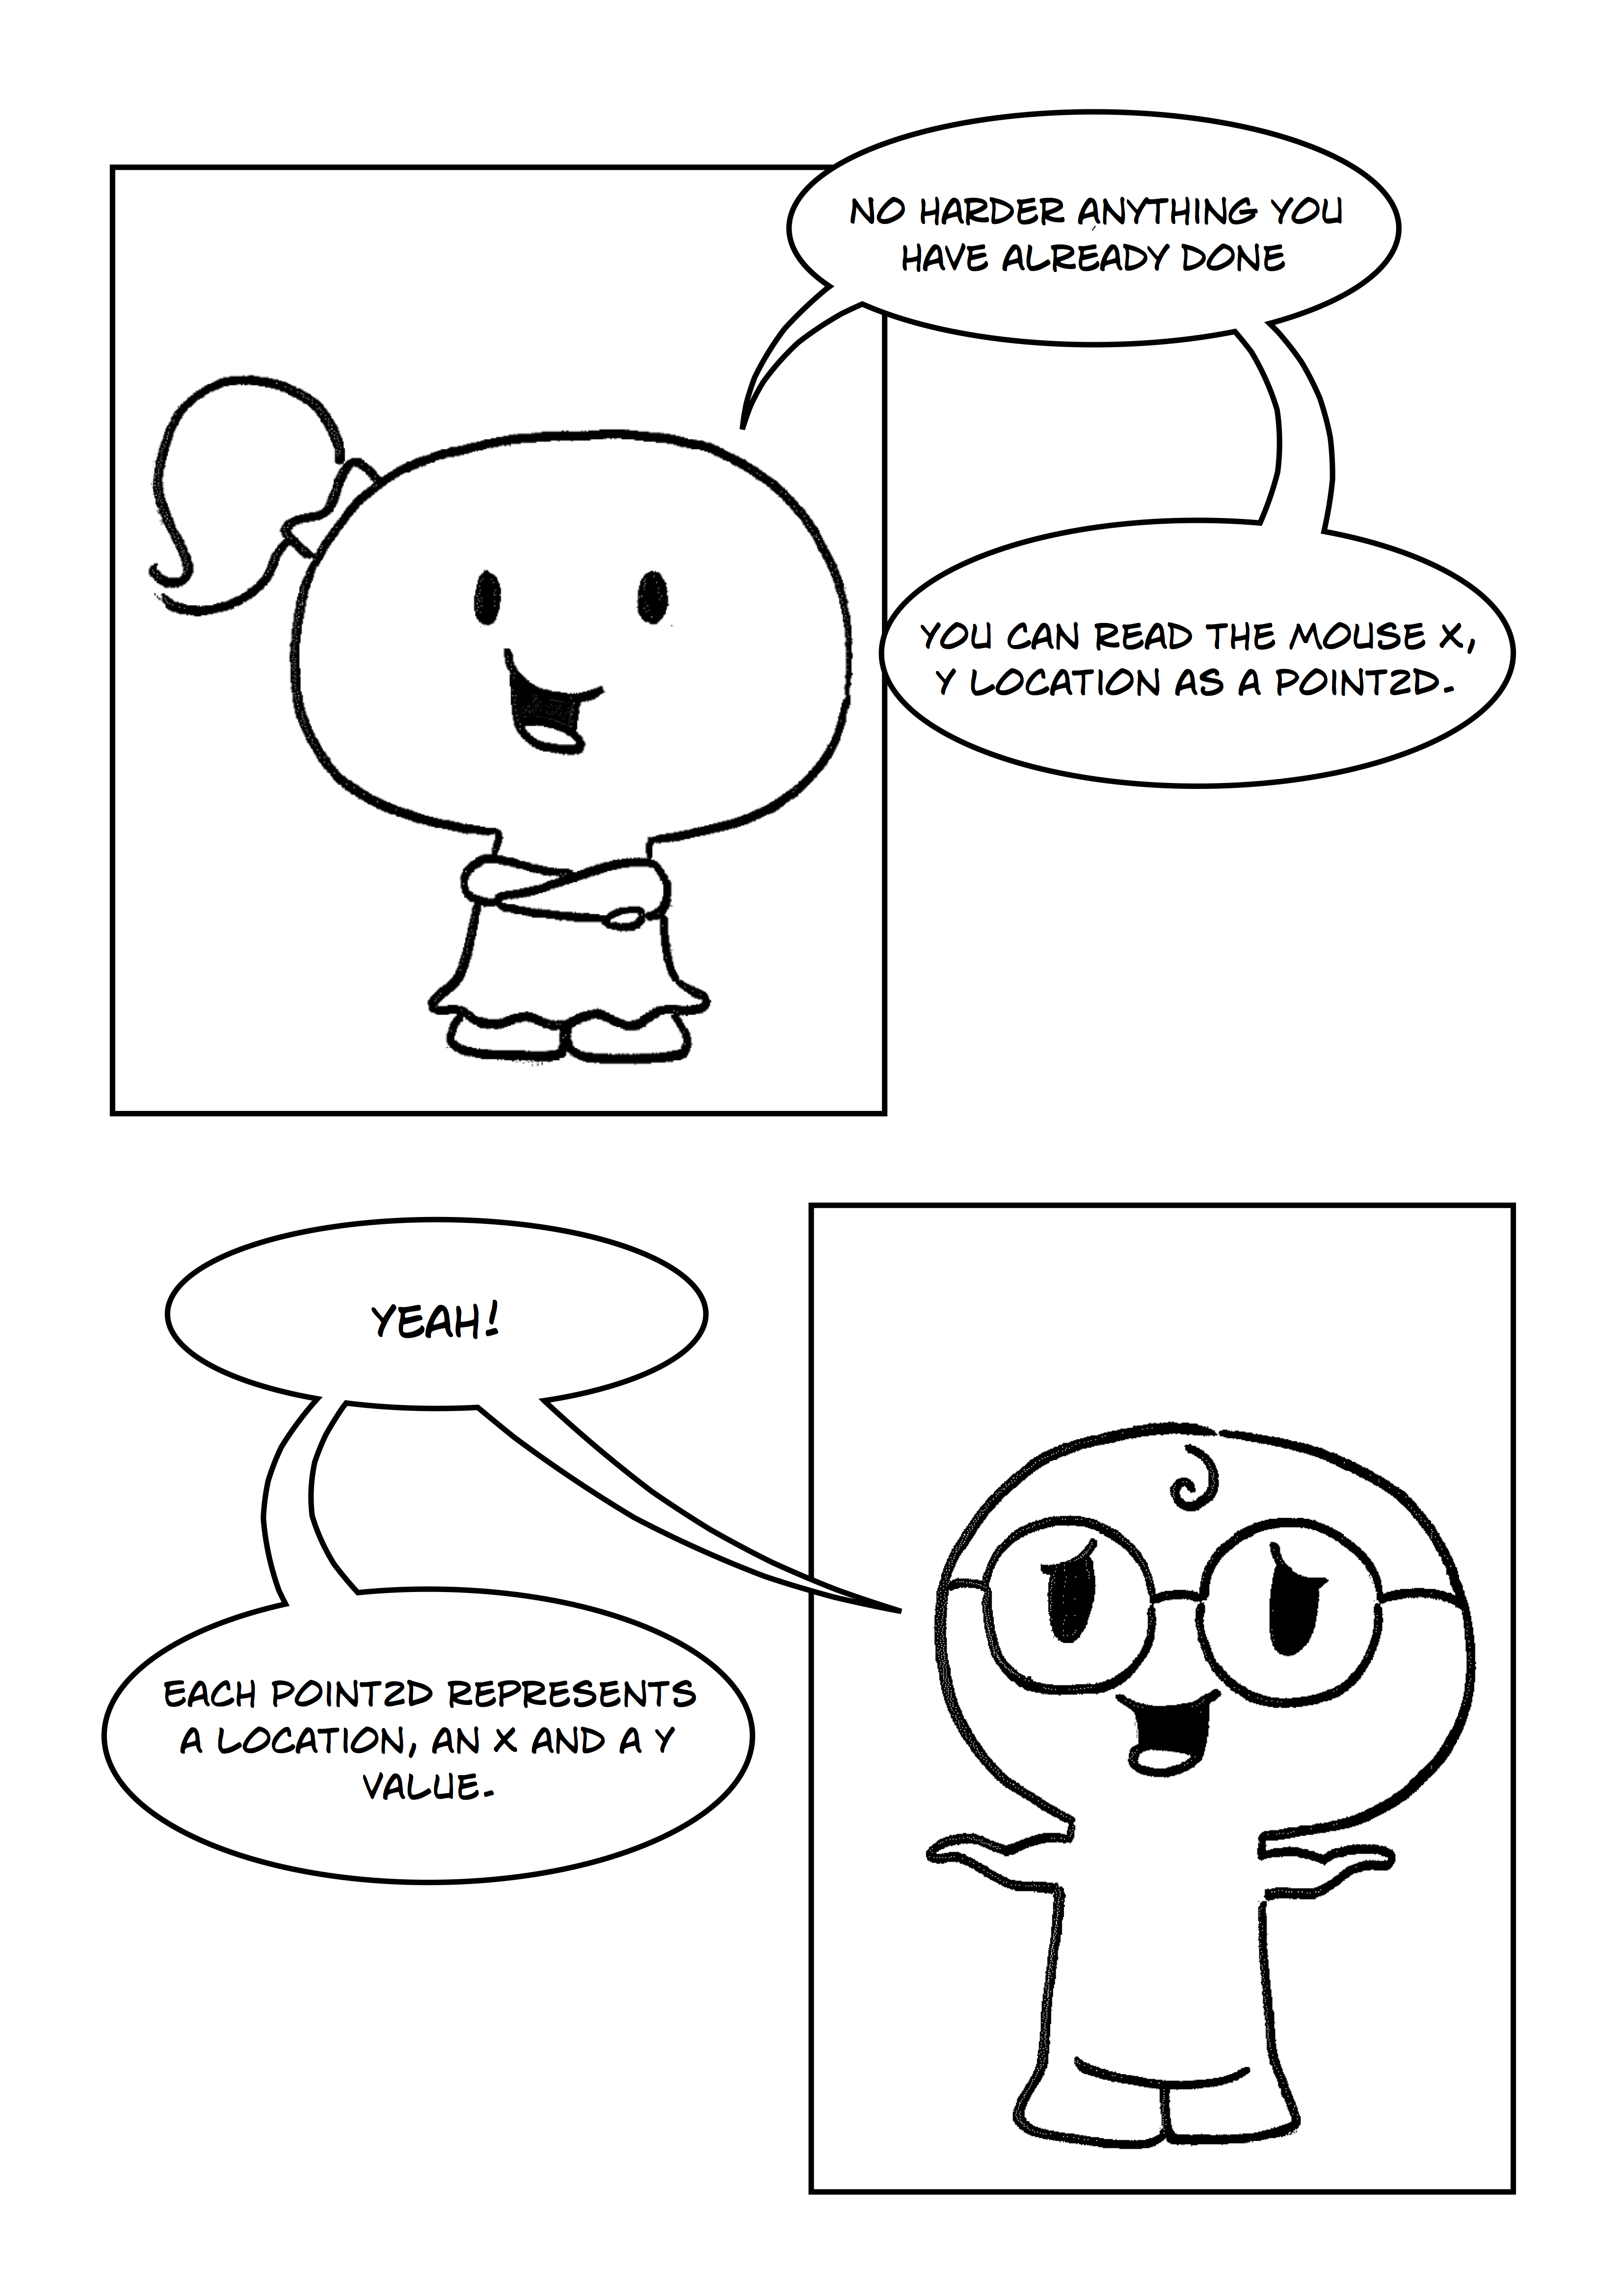 NO HARDER ANYTHING YOU
HAVE ALREADY DONE
YOU CAN READ THE MOUSE X,
Y LOCATION AS A POINT2D.
YEAH!
EACH POINT2D REPRESENTS
A LOCATION, AN X AND A Y
VALUE.